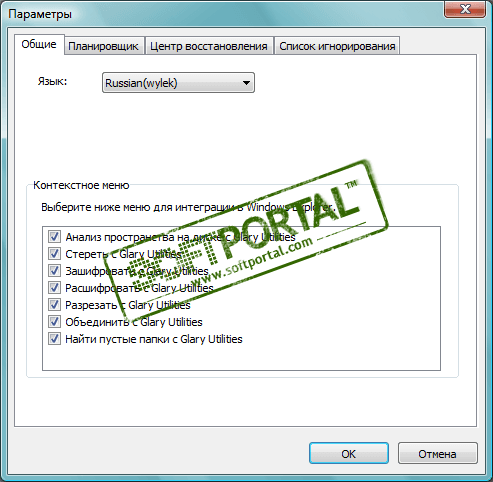 Параметры
Общие
Планировщик
Центр восстановления
Список игнорирования
Язык:
Russian(wylek)
Контекстное меню
Выберите ниже меню для интеграции в Windows Explorer.
Анализ пространства на диске с Glary Utilities
Стереть с Glary Utilities
Зашифровать с Glary Utilities
Расшифровать с Glary Utilities
Разрезать с Glary Utilities
Объединить с Glary Utilities
Найти пустые папки с Glary Utilities
SOFTPORTAL™
www.softportal.com
OK
Отмена